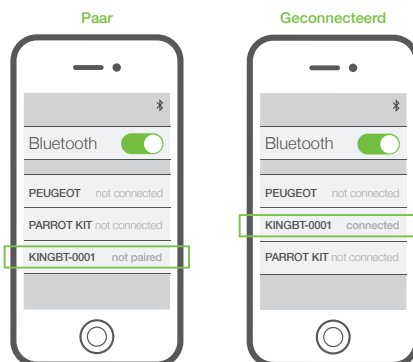 Paar
Bluetooth
PEUGEOT not connected
PARROT KIT not connected
KINGBT-0001 not paired
Geconnecteerd
Bluetooth
PEUGEOT not connected
KINGBT-0001 connected
PARROT KIT not connected